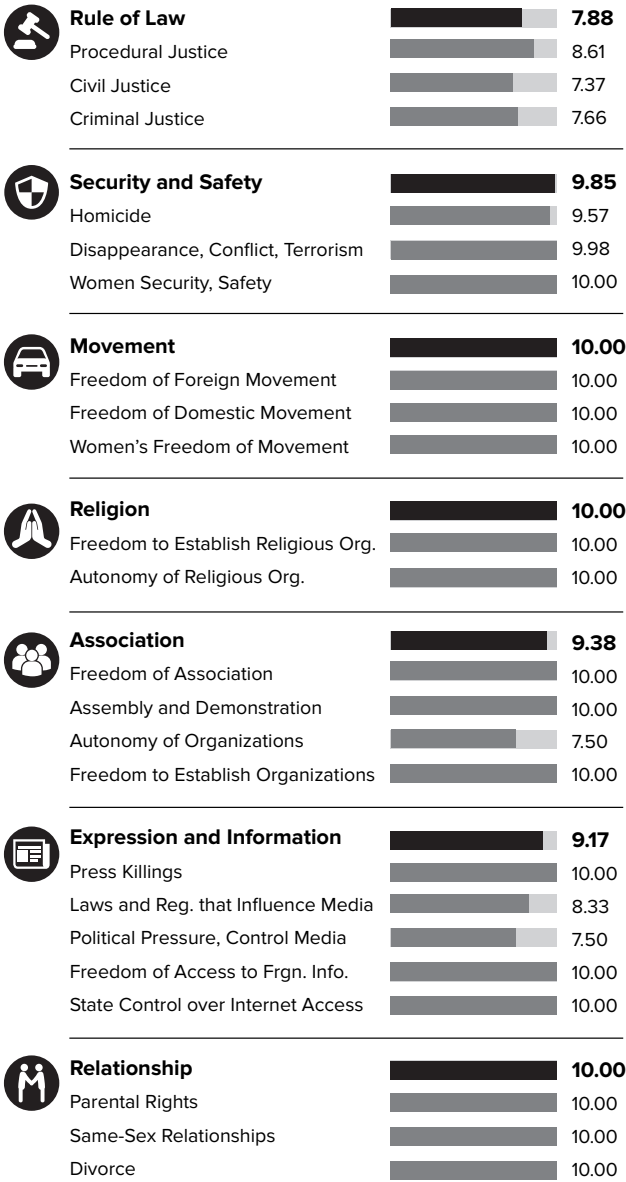 Rule of Law 7.88
Procedural Justice 8.61
Civil Justice 7.37
Criminal Justice 7.66
Security and Safety 9.85
Homicide 9.57
Disappearance, Conflict, Terrorism 9.98
Women Security, Safety 10.00
Movement 10.00
Freedom of Foreign Movement 10.00
Freedom of Domestic Movement 10.00
Women's Freedom of Movement 10.00
Religion 10.00
Freedom to Establish Religious Org. 10.00
Autonomy of Religious Org. 10.00
Association 9.38
Freedom of Association 10.00
Assembly and Demonstration 10.00
Autonomy of Organizations 7.50
Freedom to Establish Organizations 10.00
Expression and Information 9.17
Press Killings 10.00
Laws and Reg. that Influence Media 8.33
Political Pressure, Control Media 7.50
Freedom of Access to Frgn. Info. 10.00
State Control over Internet Access 10.00
Relationship 10.00
Parental Rights 10.00
Same-Sex Relationships 10.00
Divorce 10.00